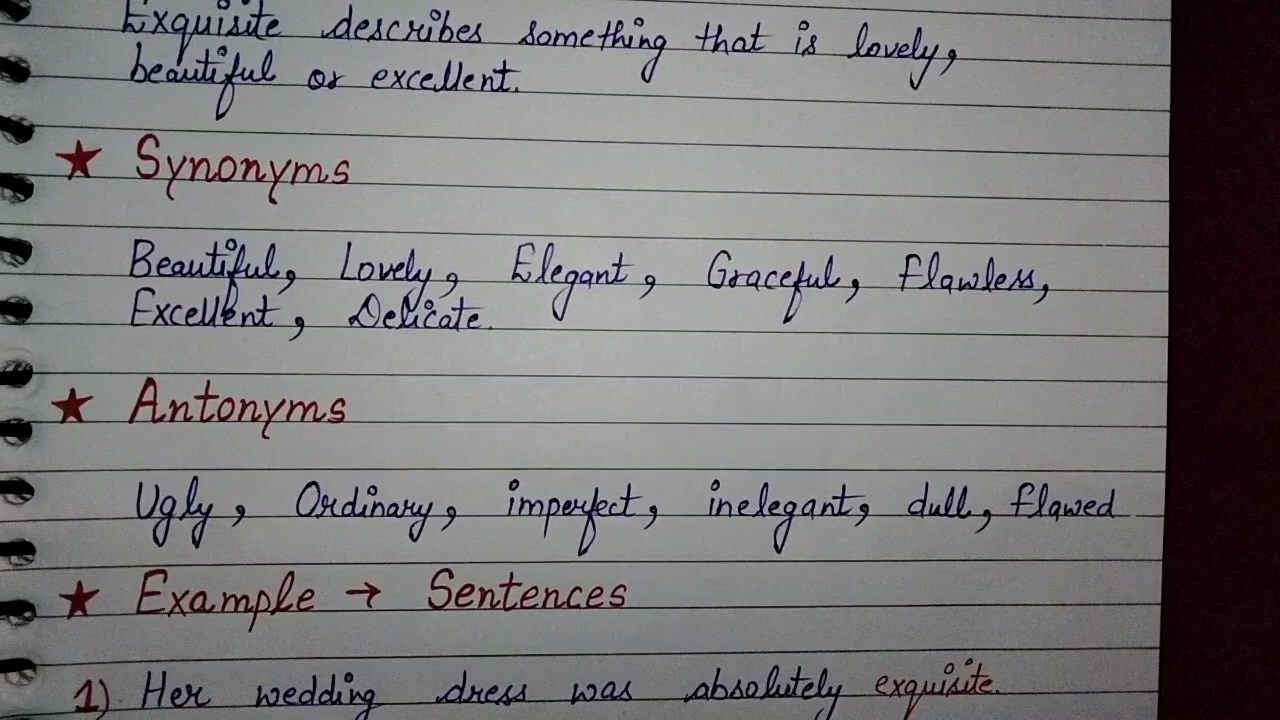 Exquisite describes something that is lovely,
beautiful or excellent.
★ Synonyms
Beautiful, Lovely, Elegant, Graceful, flawless,
Excellent, Delicate.
★ Antonyms
Ugly, Ordinary, imperfect, inelegant, dull, flawed
★ Example → Sentences
1) Her wedding dress was absolutely exquisite.